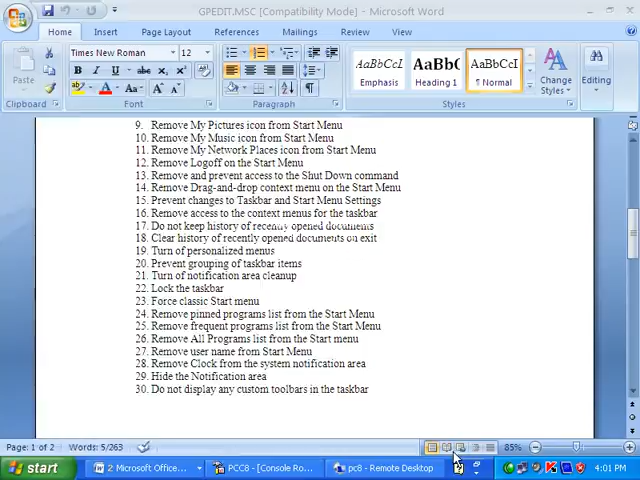 GPEDIT.MSC [Compatibility Mode] - Microsoft Word
Home Insert Page Layout References Mailings Review View
Paste
Times New Roman 12
AaBbCcI AaBbC AaBbCcI
Emphasis Heading 1 ¶ Normal
Change Styles
Editing
Clipboard Font Paragraph Styles
9. Remove My Pictures icon from Start Menu
10. Remove My Music icon from Start Menu
11. Remove My Network Places icon from Start Menu
12. Remove Logoff on the Start Menu
13. Remove and prevent access to the Shut Down command
14. Remove Drag-and-drop context menu on the Start Menu
15. Prevent changes to Taskbar and Start Menu Settings
16. Remove access to the context menus for the taskbar
17. Do not keep history of recently opened documents
18. Clear history of recently opened documents on exit
19. Turn of personalized menus
20. Prevent grouping of taskbar items
21. Turn of notification area cleanup
22. Lock the taskbar
23. Force classic Start menu
24. Remove pinned programs list from the Start Menu
25. Remove frequent programs list from the Start Menu
26. Remove All Programs list from the Start menu
27. Remove user name from Start Menu
28. Remove Clock from the system notification area
29. Hide the Notification area
30. Do not display any custom toolbars in the taskbar
Page: 1 of 2 Words: 5/263 85%
start 2 Microsoft Office... PCC8 - [Console Ro... pc8 - Remote Desktop 4:01 PM